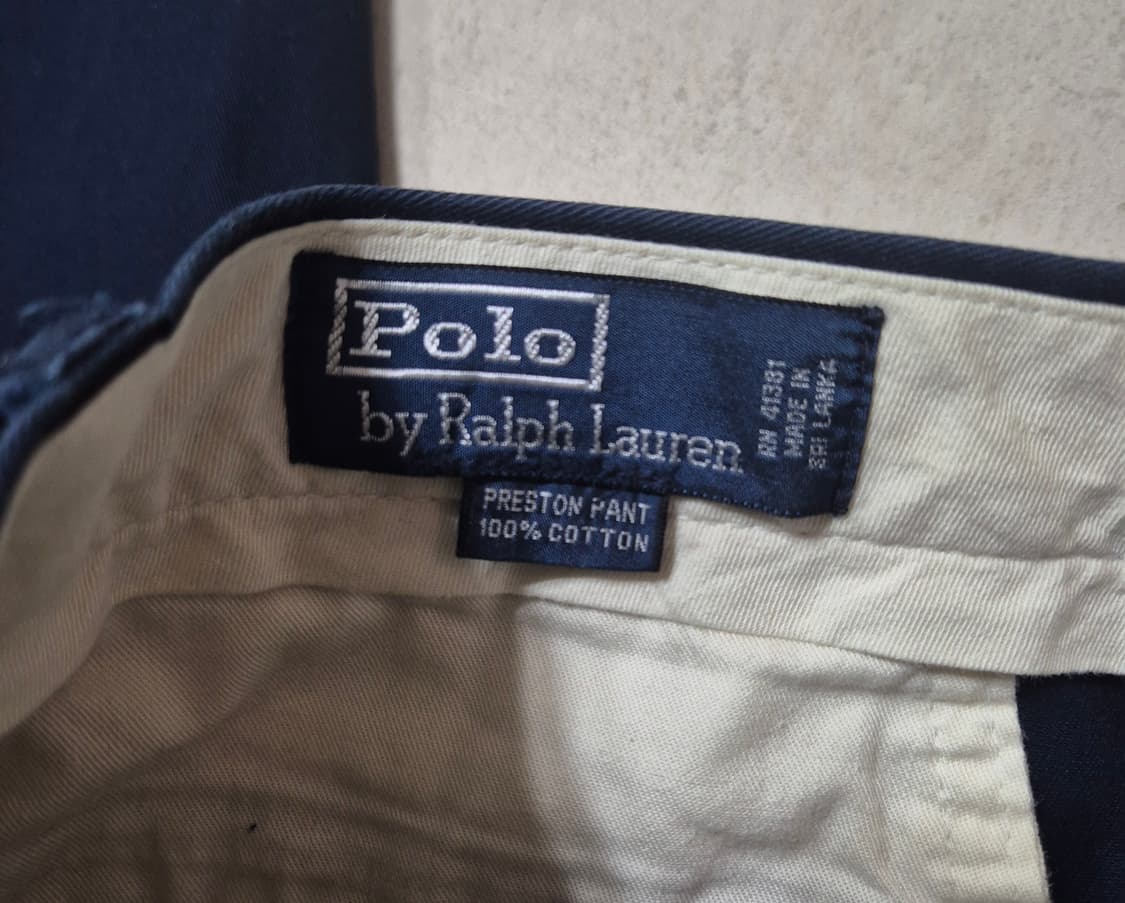 Polo
by Ralph Lauren
RN 41381
MADE IN
SRI LANKA
PRESTON PANT
100% COTTON